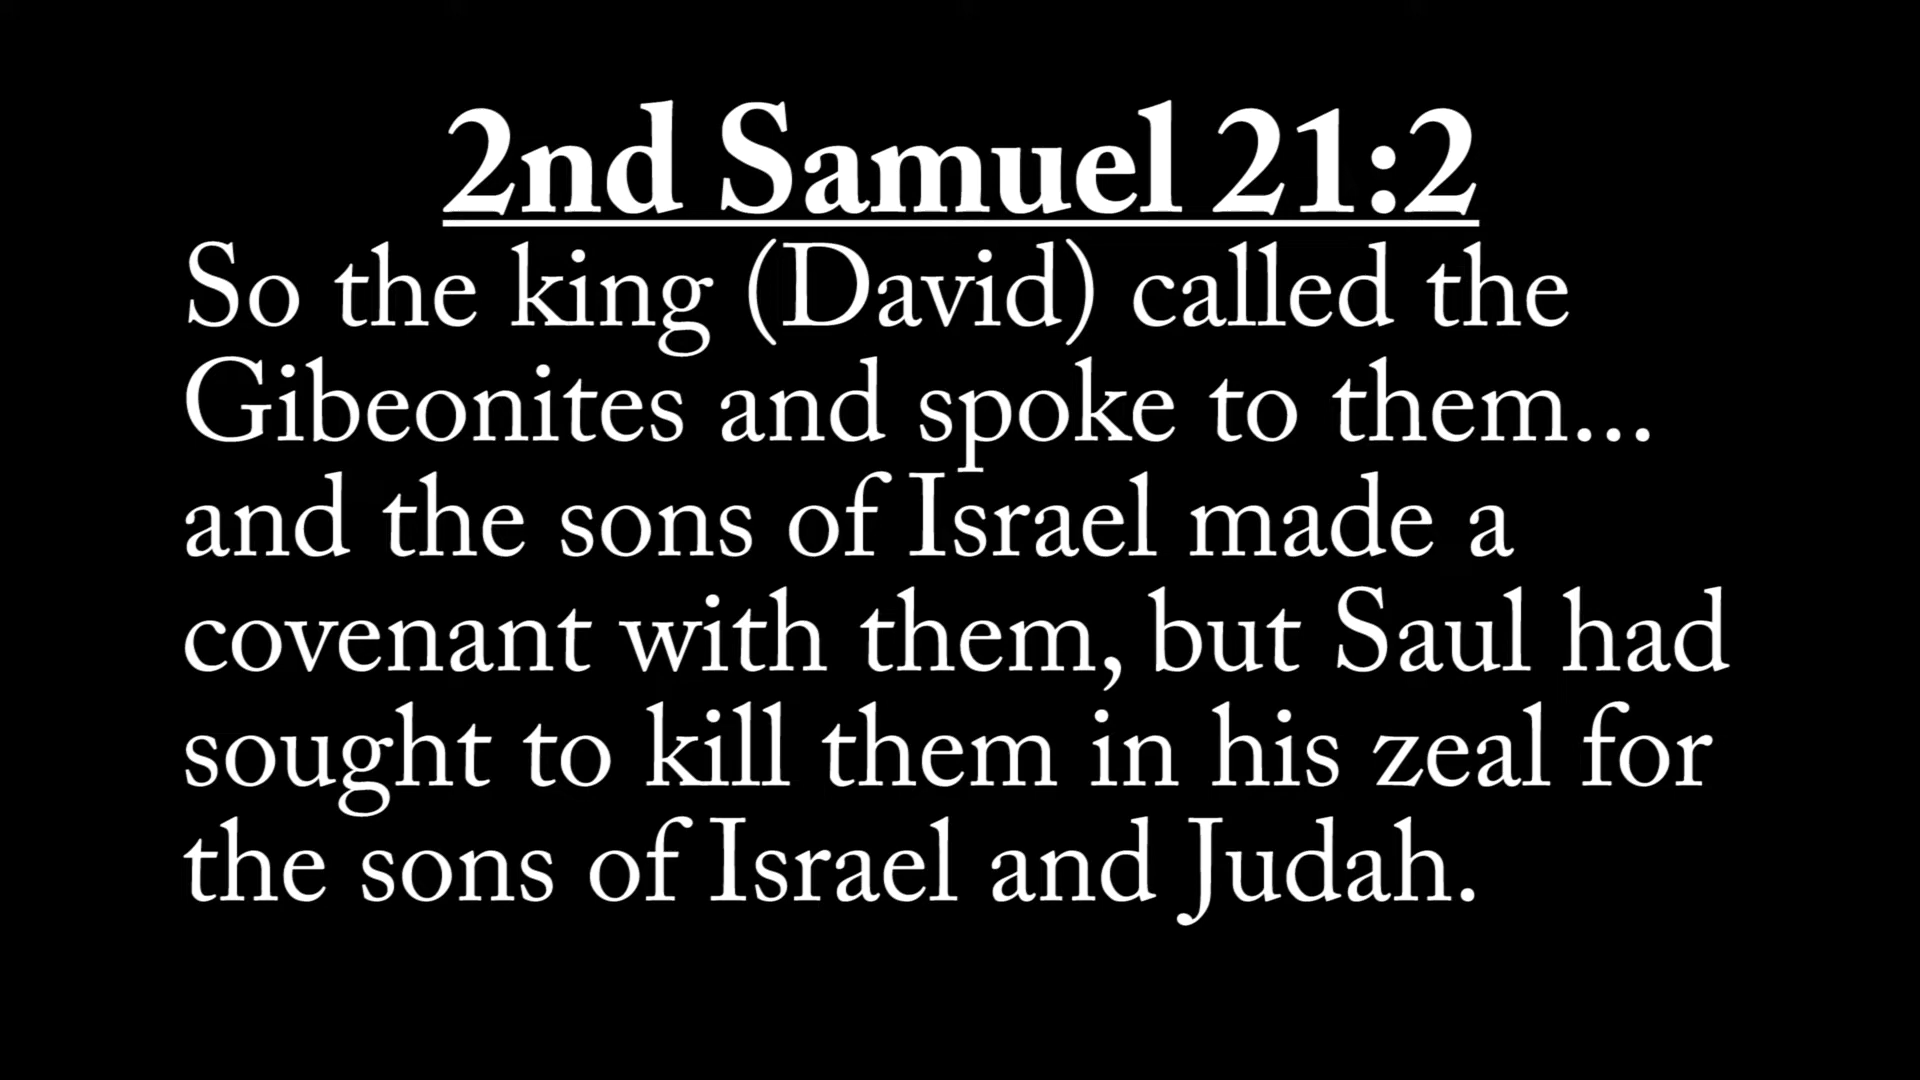 2nd Samuel 21:2
So the king (David) called the
Gibeonites and spoke to them...
and the sons of Israel made a
covenant with them, but Saul had
sought to kill them in his zeal for
the sons of Israel and Judah.